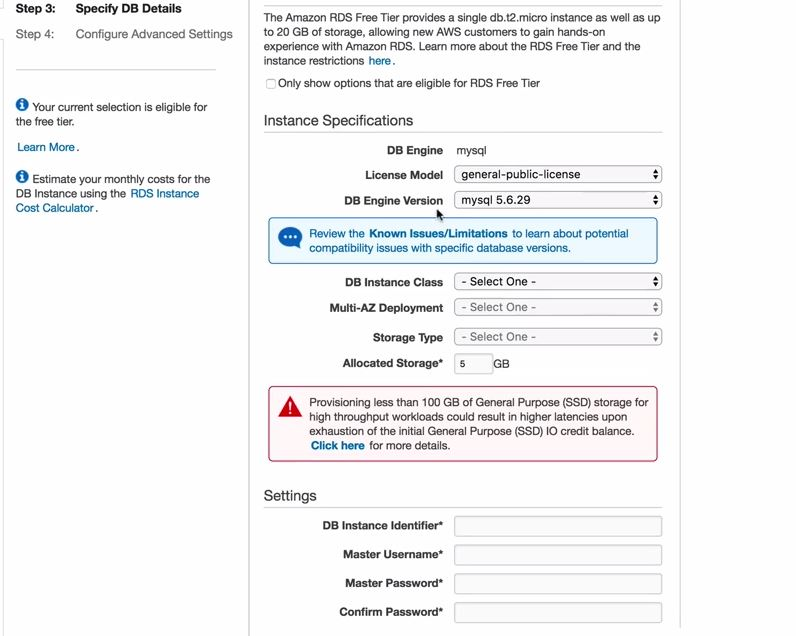 Step 3: Specify DB Details
Step 4: Configure Advanced Settings
Your current selection is eligible for
the free tier.
Learn More.
Estimate your monthly costs for the
DB Instance using the RDS Instance
Cost Calculator.
The Amazon RDS Free Tier provides a single db.t2.micro instance as well as up
to 20 GB of storage, allowing new AWS customers to gain hands-on
experience with Amazon RDS. Learn more about the RDS Free Tier and the
instance restrictions here.
Only show options that are eligible for RDS Free Tier
Instance Specifications
DB Engine mysql
License Model general-public-license
DB Engine Version mysql 5.6.29
Review the Known Issues/Limitations to learn about potential
compatibility issues with specific database versions.
DB Instance Class - Select One -
Multi-AZ Deployment - Select One -
Storage Type - Select One -
Allocated Storage* 5 GB
Provisioning less than 100 GB of General Purpose (SSD) storage for
high throughput workloads could result in higher latencies upon
exhaustion of the initial General Purpose (SSD) IO credit balance.
Click here for more details.
Settings
DB Instance Identifier*
Master Username*
Master Password*
Confirm Password*